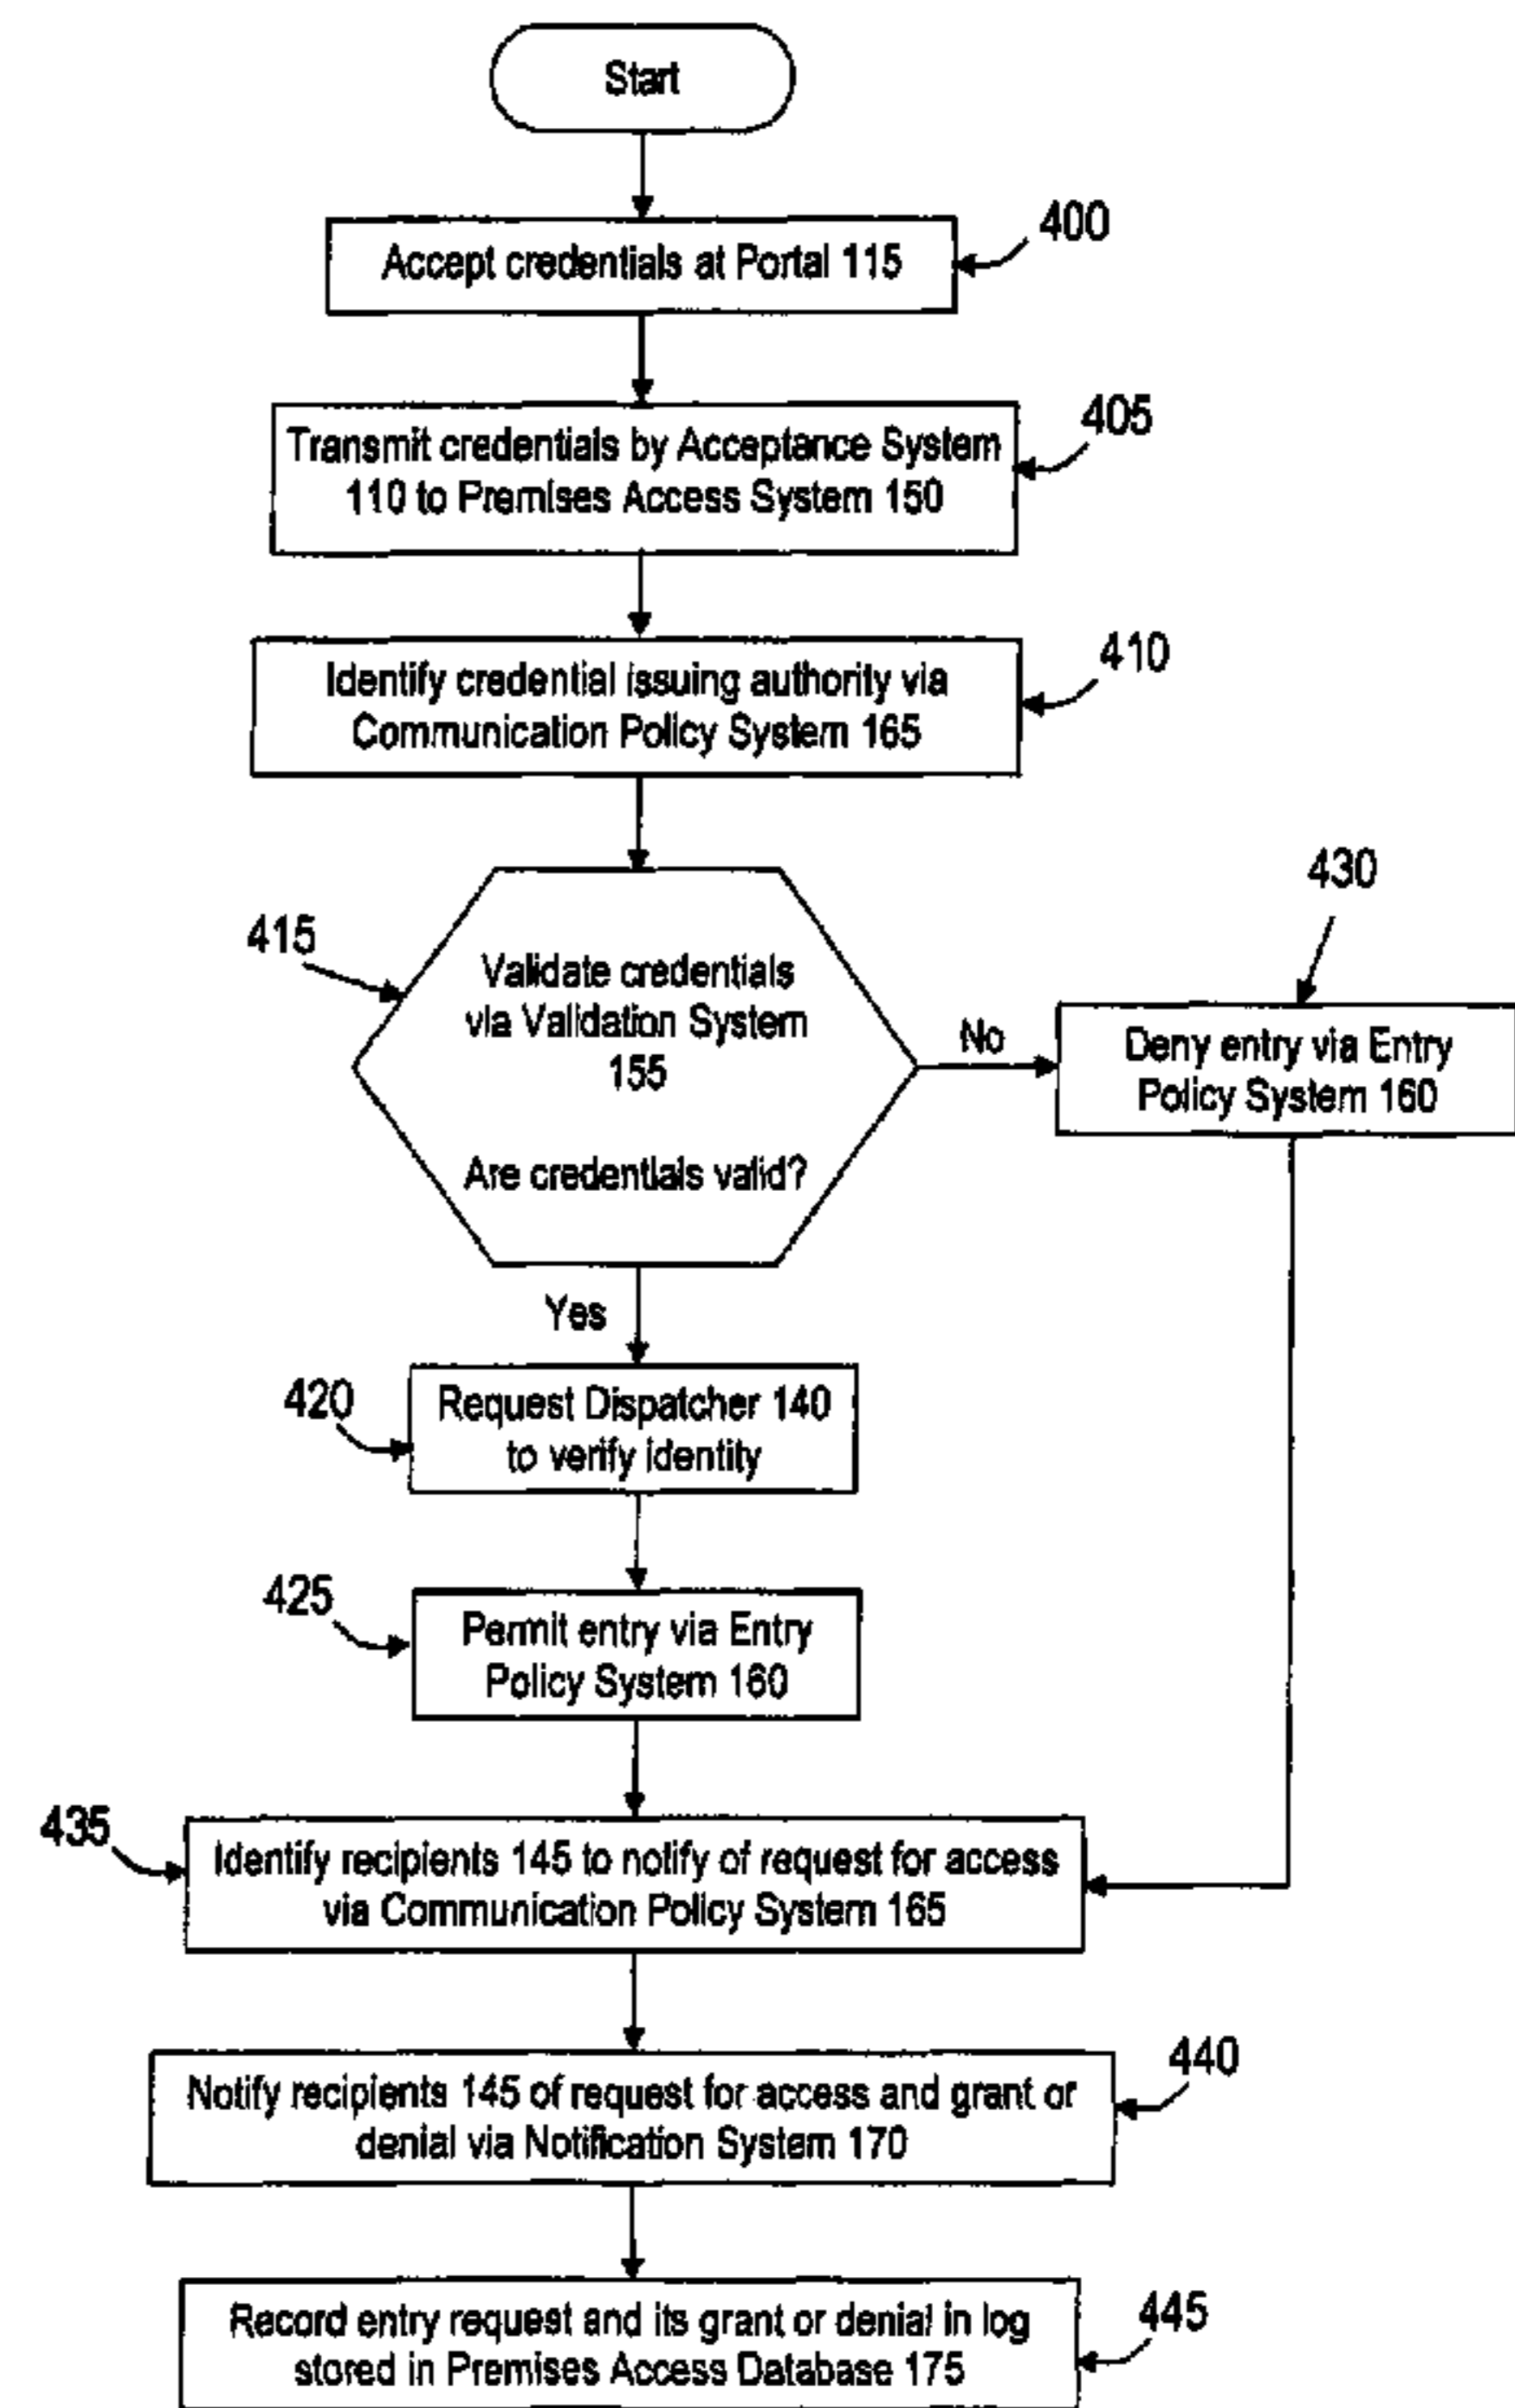 Start
Accept credentials at Portal 115
400
Transmit credentials by Acceptance System
110 to Premises Access System 150
405
Identify credential issuing authority via
Communication Policy System 165
410
415
Validate credentials
via Validation System
155
Are credentials valid?
No
430
Deny entry via Entry
Policy System 160
Yes
420
Request Dispatcher 140
to verify identity
425
Permit entry via Entry
Policy System 160
435
Identify recipients 145 to notify of request for access
via Communication Policy System 165
440
Notify recipients 145 of request for access and grant or
denial via Notification System 170
445
Record entry request and its grant or denial in log
stored in Premises Access Database 175